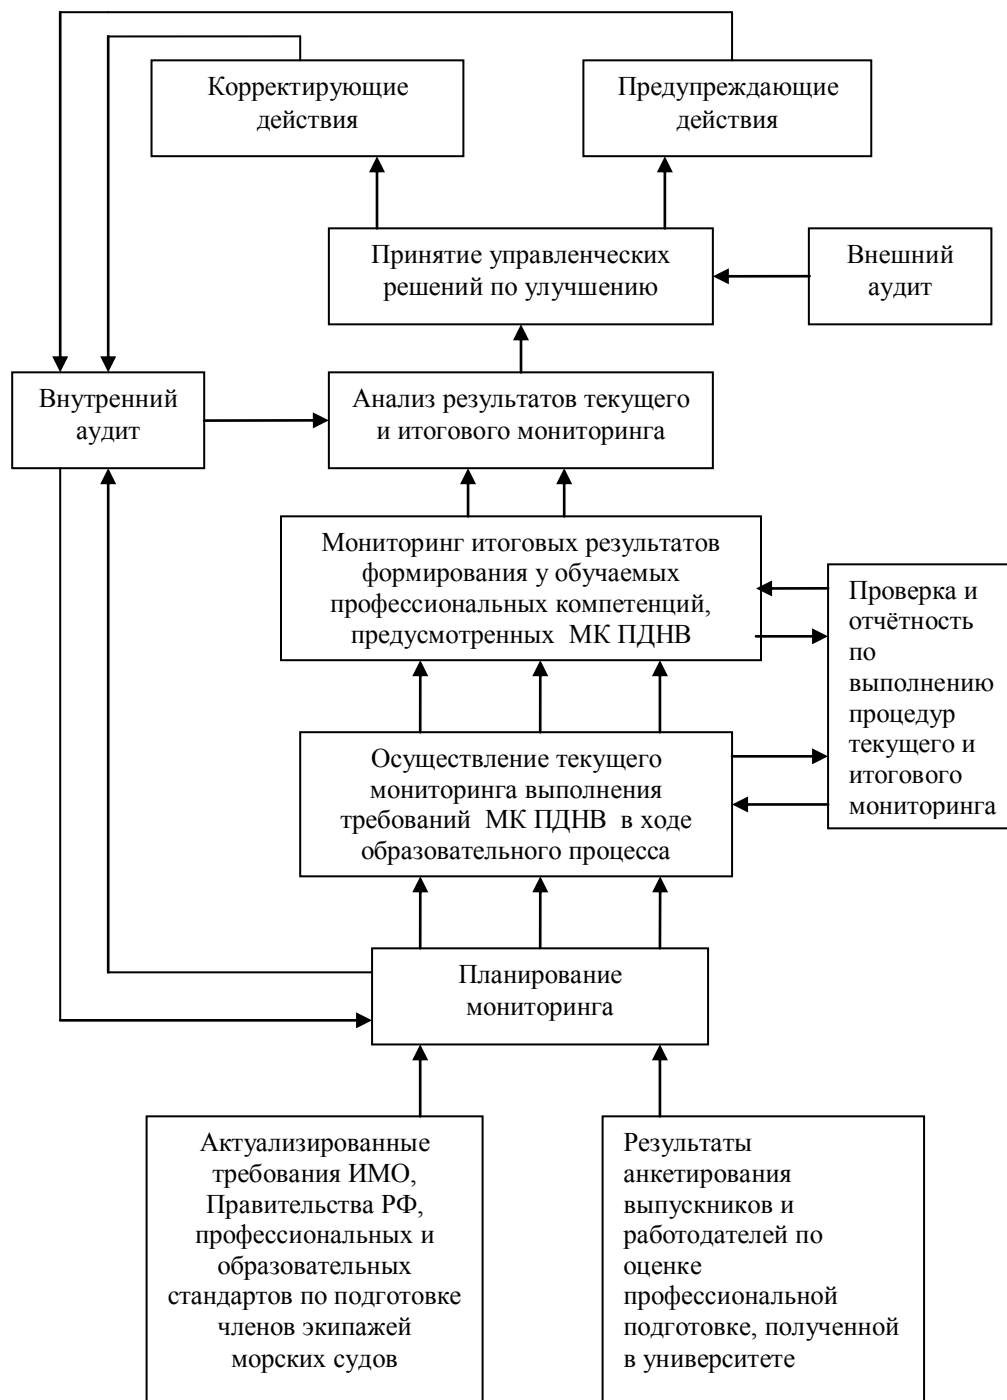 Корректирующие
действия
Предупреждающие
действия
Принятие управленческих
решений по улучшению
Внешний
аудит
Внутренний
аудит
Анализ результатов текущего
и итогового мониторинга
Мониторинг итоговых результатов
формирования у обучаемых
профессиональных компетенций,
предусмотренных МК ПДНВ
Проверка и
отчётность
по
выполнению
процедур
текущего и
итогового
мониторинга
Осуществление текущего
мониторинга выполнения
требований МК ПДНВ в ходе
образовательного процесса
Планирование
мониторинга
Актуализированные
требования ИМО,
Правительства РФ,
профессиональных и
образовательных
стандартов по подготовке
членов экипажей
морских судов
Результаты
анкетирования
выпускников и
работодателей по
оценке
профессиональной
подготовке, полученной
в университете